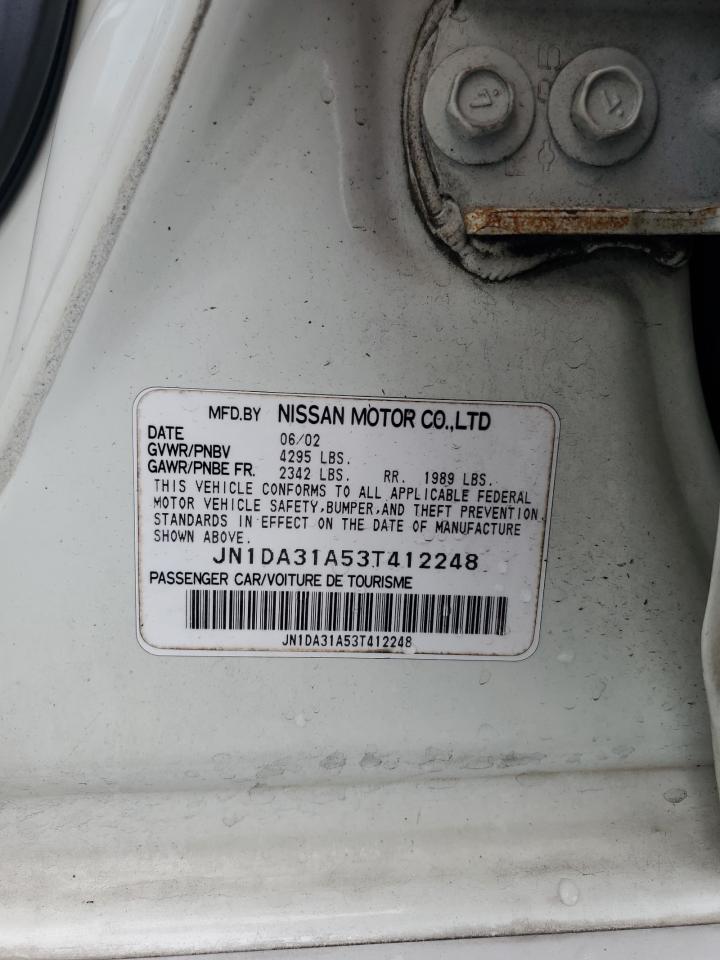 MFD.BY NISSAN MOTOR CO.,LTD
DATE 06/02
GVWR/PNBV 4295 LBS.
GAWR/PNBE FR. 2342 LBS. RR. 1989 LBS.
THIS VEHICLE CONFORMS TO ALL APPLICABLE FEDERAL
MOTOR VEHICLE SAFETY,BUMPER,AND THEFT PREVENTION
STANDARDS IN EFFECT ON THE DATE OF MANUFACTURE
SHOWN ABOVE.
JN1DA31A53T412248
PASSENGER CAR/VOITURE DE TOURISME
JN1DA31A53T412248